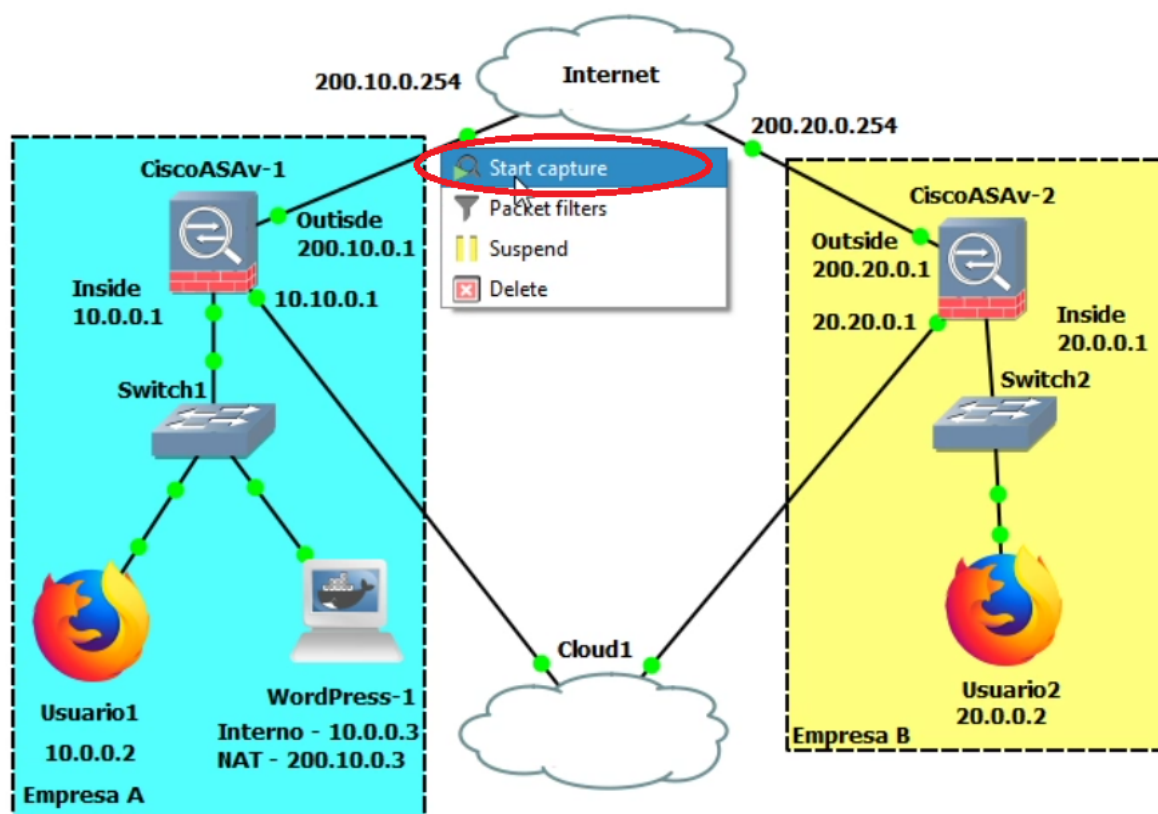 Internet
200.10.0.254
200.20.0.254
CiscoASAv-1
Start capture
Packet filters
Suspend
Delete
CiscoASAv-2
Outisde
200.10.0.1
Outside
200.20.0.1
Inside
10.0.0.1
10.10.0.1
20.20.0.1
Inside
20.0.0.1
Switch1
Switch2
Cloud1
WordPress-1
Interno - 10.0.0.3
NAT - 200.10.0.3
Usuario1
10.0.0.2
Usuario2
20.0.0.2
Empresa A
Empresa B